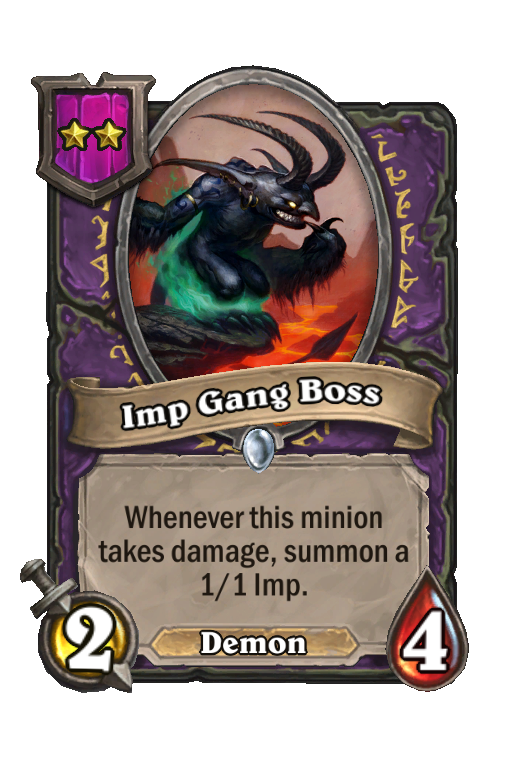 Imp Gang Boss
Whenever this minion
takes damage, summon a
1/1 Imp.
2
Demon
4